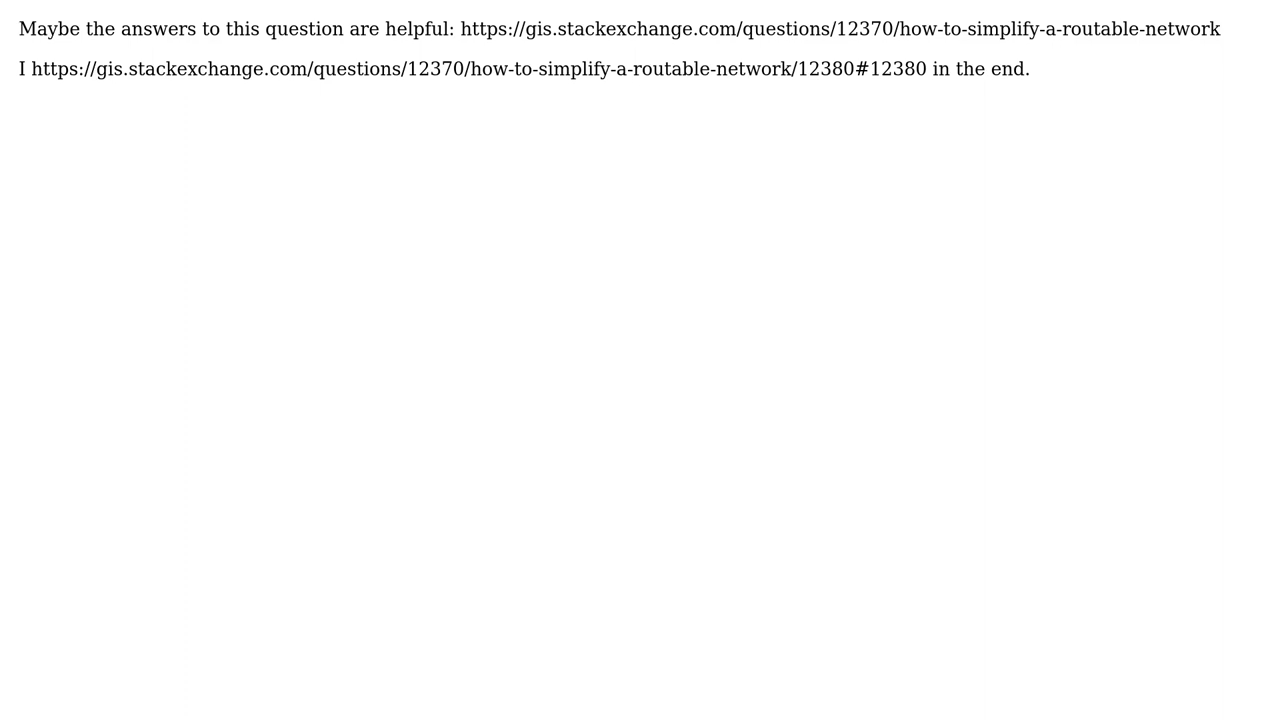 Maybe the answers to this question are helpful: https://gis.stackexchange.com/questions/12370/how-to-simplify-a-routable-network
I https://gis.stackexchange.com/questions/12370/how-to-simplify-a-routable-network/12380#12380 in the end.